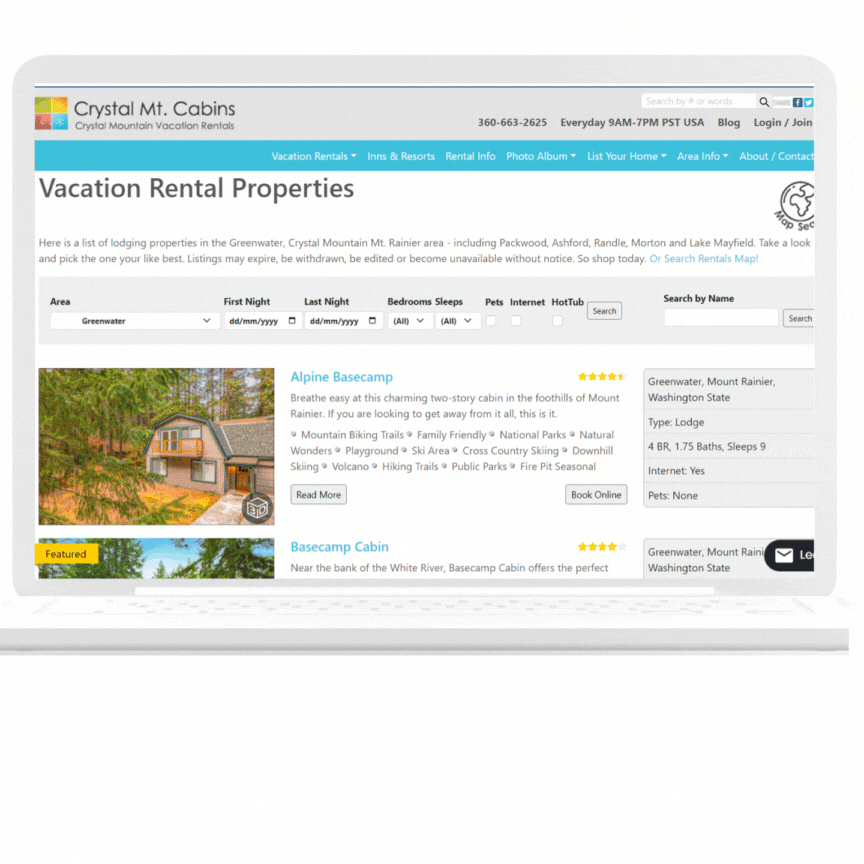 Crystal Mt. Cabins
Crystal Mountain Vacation Rentals
Search by # or words
SHARE
360-663-2625 Everyday 9AM-7PM PST USA Blog Login / Join
Vacation Rentals Inns & Resorts Rental Info Photo Album List Your Home Area Info About / Contact
Vacation Rental Properties
Map Sea
Here is a list of lodging properties in the Greenwater, Crystal Mountain Mt. Rainier area - including Packwood, Ashford, Randle, Morton and Lake Mayfield. Take a look
and pick the one your like best. Listings may expire, be withdrawn, be edited or become unavailable without notice. So shop today. Or Search Rentals Map!
Area First Night Last Night Bedrooms Sleeps Pets Internet HotTub
Greenwater dd/mm/yyyy dd/mm/yyyy (All) (All) Search
Search by Name
Search
Alpine Basecamp
Breathe easy at this charming two-story cabin in the foothills of Mount
Rainier. If you are looking to get away from it all, this is it.
Mountain Biking Trails Family Friendly National Parks Natural
Wonders Playground Ski Area Cross Country Skiing Downhill
Skiing Volcano Hiking Trails Public Parks Fire Pit Seasonal
Read More Book Online
3D
Greenwater, Mount Rainier,
Washington State
Type: Lodge
4 BR, 1.75 Baths, Sleeps 9
Internet: Yes
Pets: None
Featured
Basecamp Cabin
Near the bank of the White River, Basecamp Cabin offers the perfect
Greenwater, Mount Raini
Washington State
Le